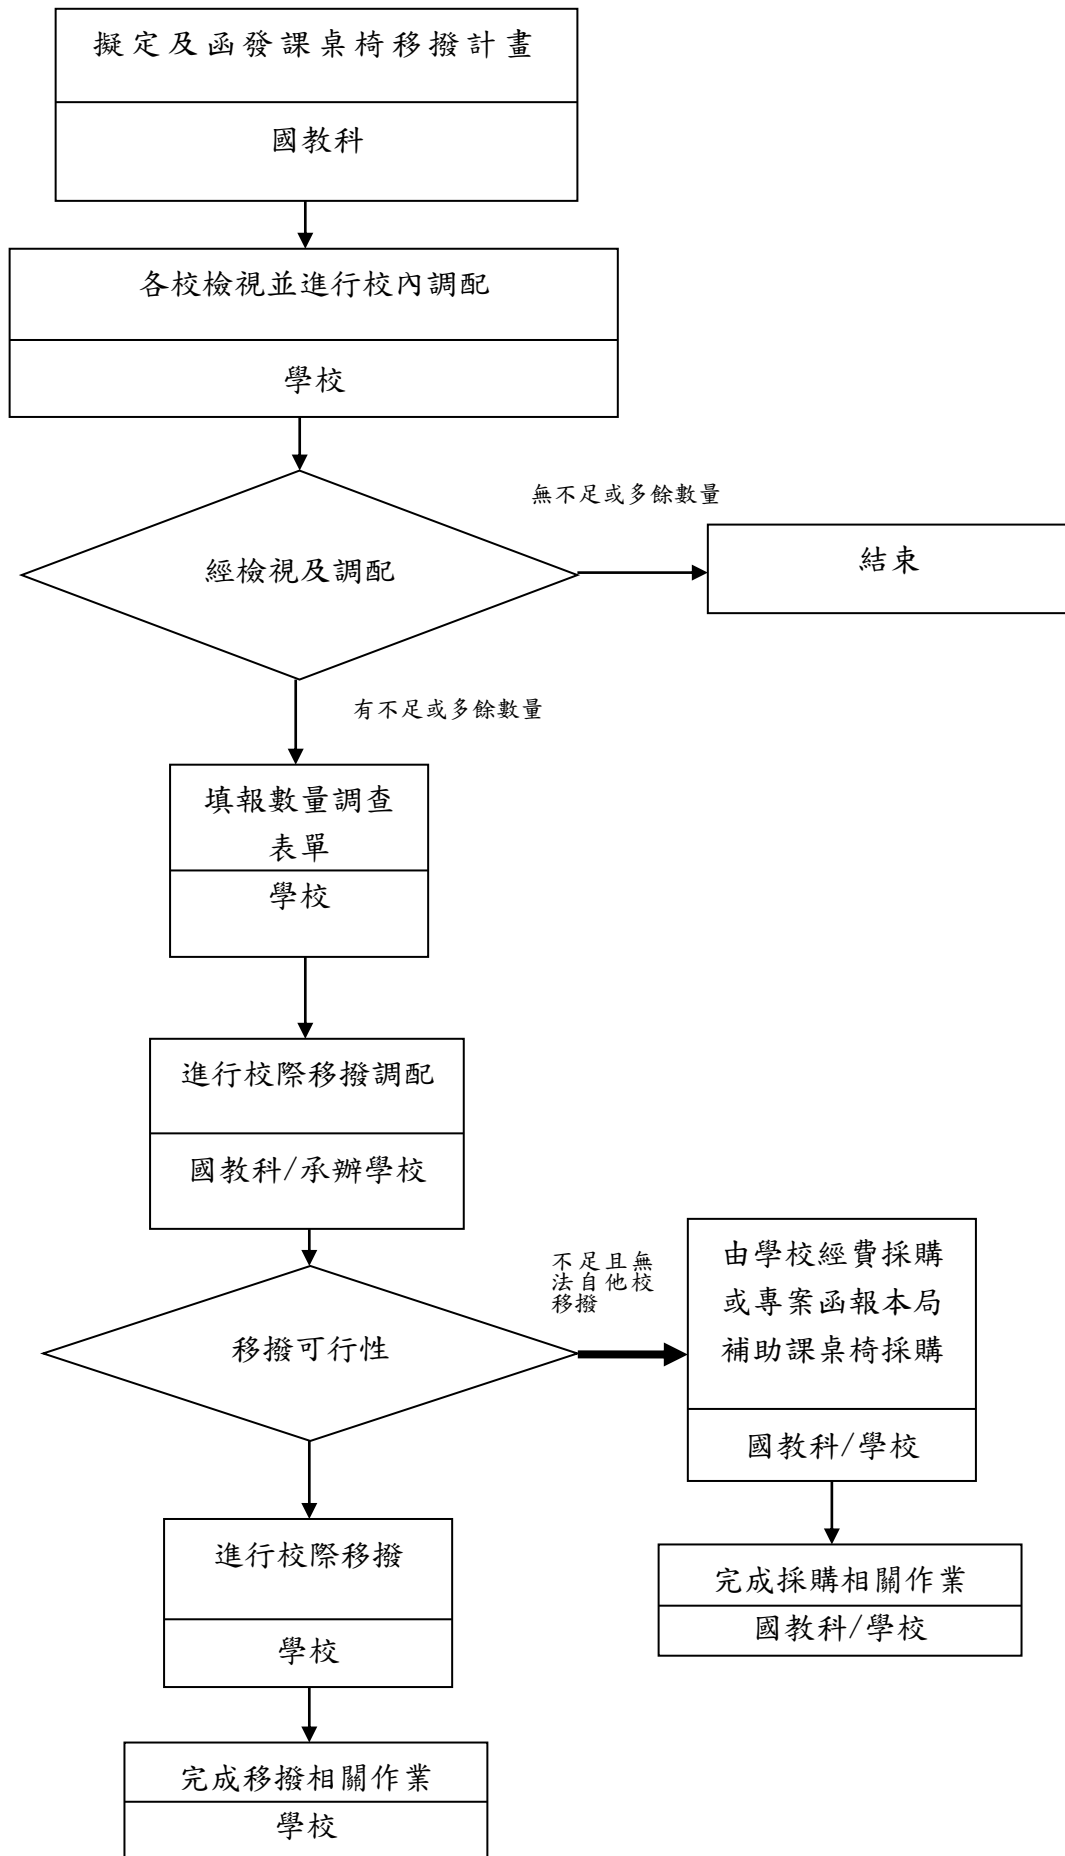 擬定及函發課桌椅移撥計畫
國教科
各校檢視並進行校內調配
學校
無不足或多餘數量
經檢視及調配
結束
有不足或多餘數量
填報數量調查
表單
學校
進行校際移撥調配
國教科/承辦學校
不足且無
法自他校
移撥
移撥可行性
由學校經費採購
或專案函報本局
補助課桌椅採購
國教科/學校
進行校際移撥
學校
完成採購相關作業
國教科/學校
完成移撥相關作業
學校